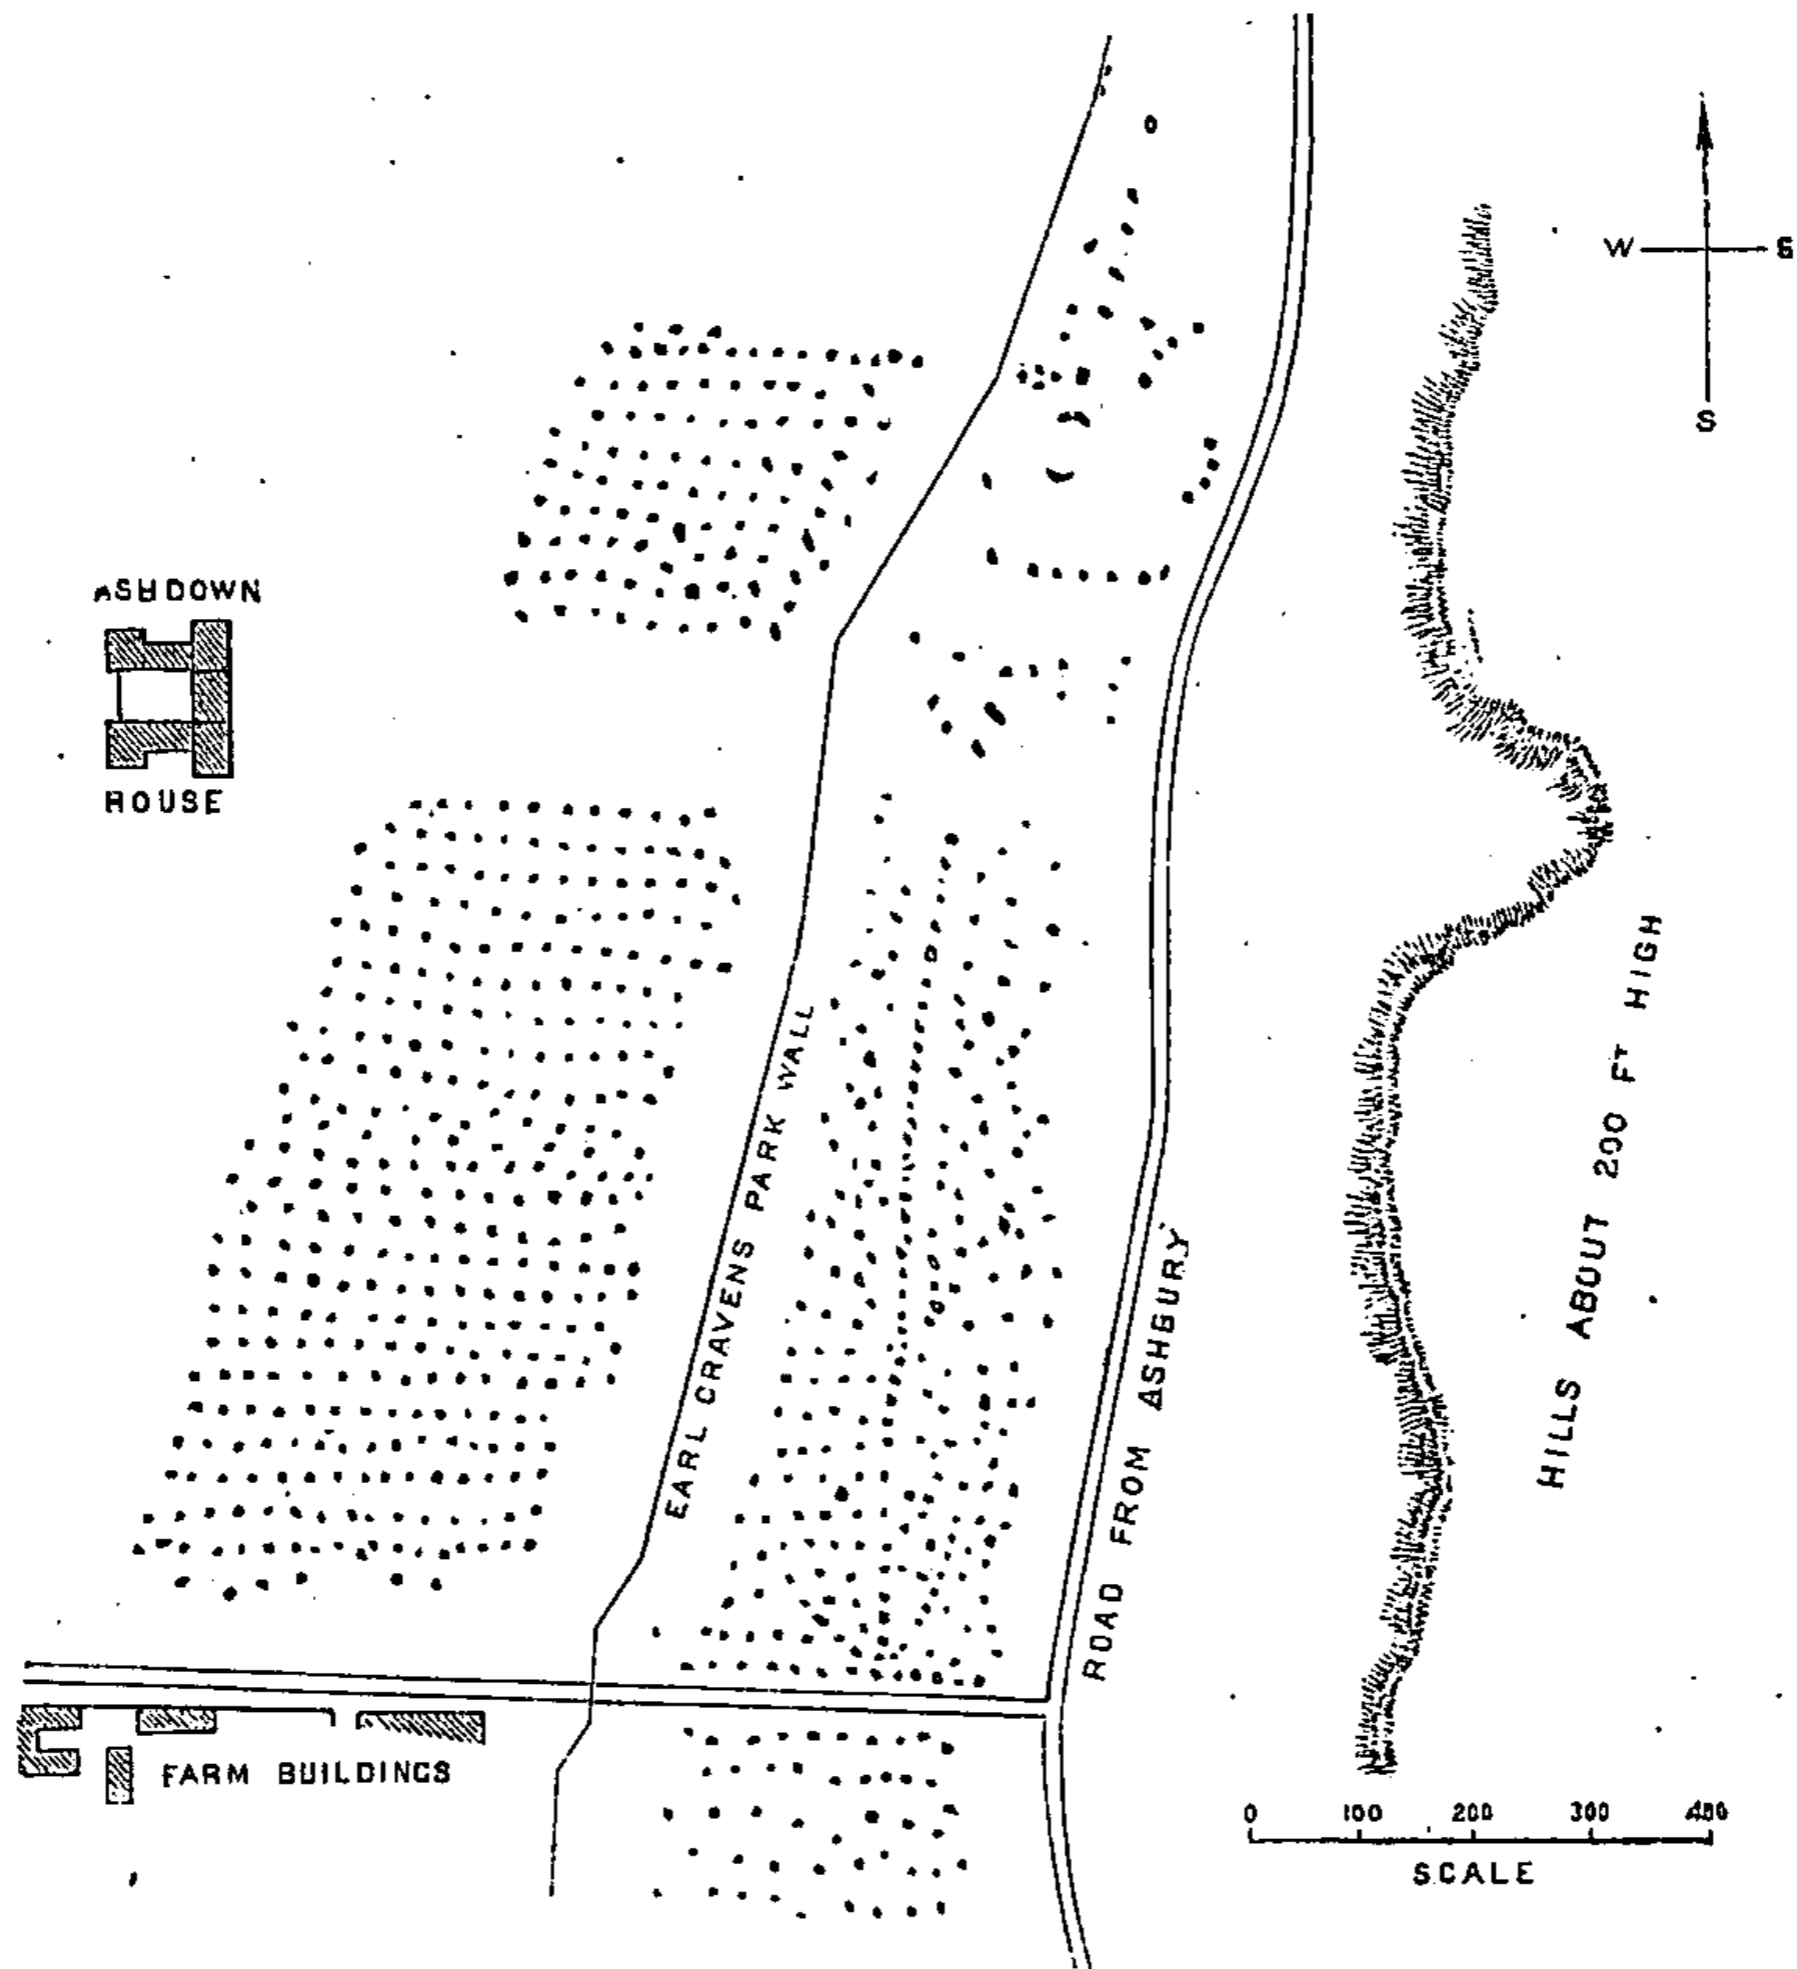 W E
S
ASHDOWN
HOUSE
EARL CRAVENS PARK WALL
ROAD FROM ASHBURY
HILLS ABOUT 200 FT HIGH
FARM BUILDINGS
0 100 200 300 400
SCALE